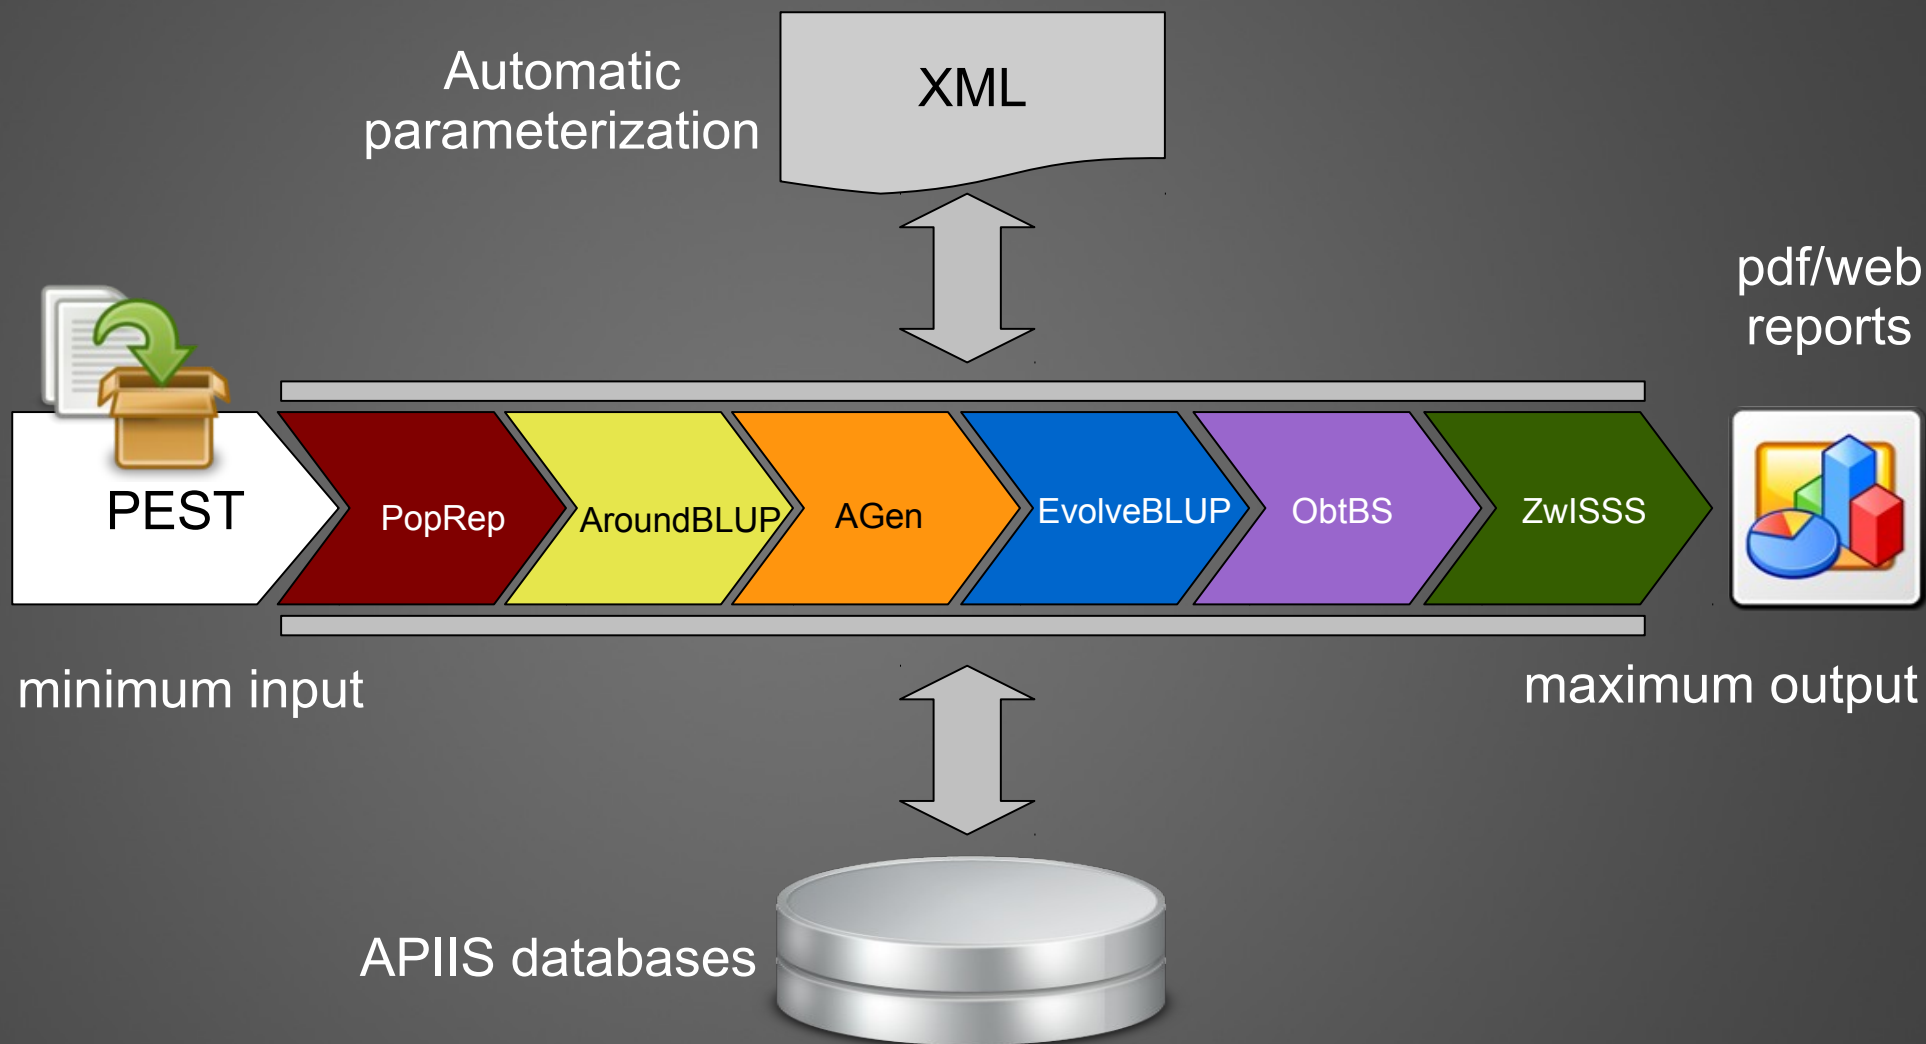 Automatic
parameterization
XML
pdf/web
reports
PEST
PopRep
AroundBLUP
AGen
EvolveBLUP
ObtBS
ZwISSS
minimum input
maximum output
APIIS databases